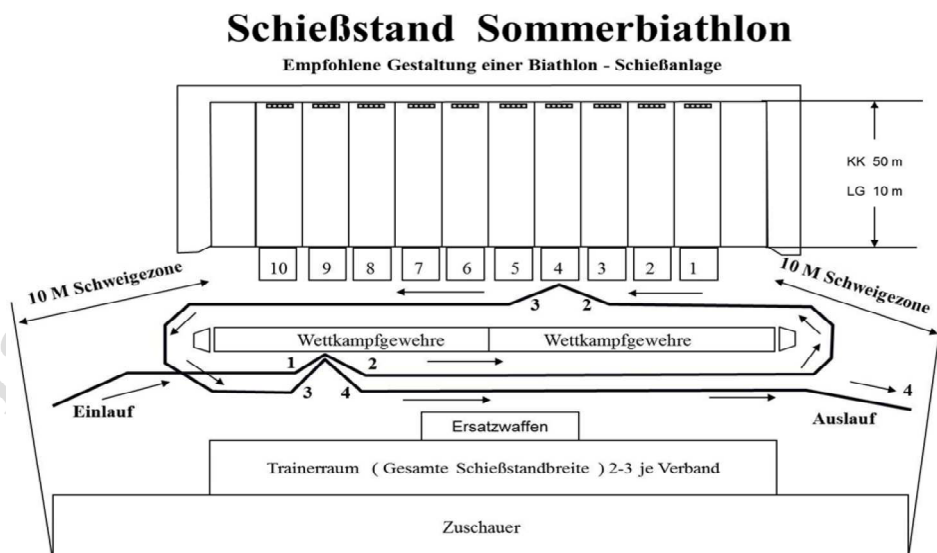 Schießstand Sommerbiathlon
Empfohlene Gestaltung einer Biathlon - Schießanlage
KK 50 m
LG 10 m
10 9 8 7 6 5 4 3 2 1
10 M Schweigezone
10 M Schweigezone
3 2
Wettkampfgewehre Wettkampfgewehre
1 2
3 4
4
Einlauf
Auslauf
Ersatzwaffen
Trainerraum ( Gesamte Schießstandbreite ) 2-3 je Verband
Zuschauer